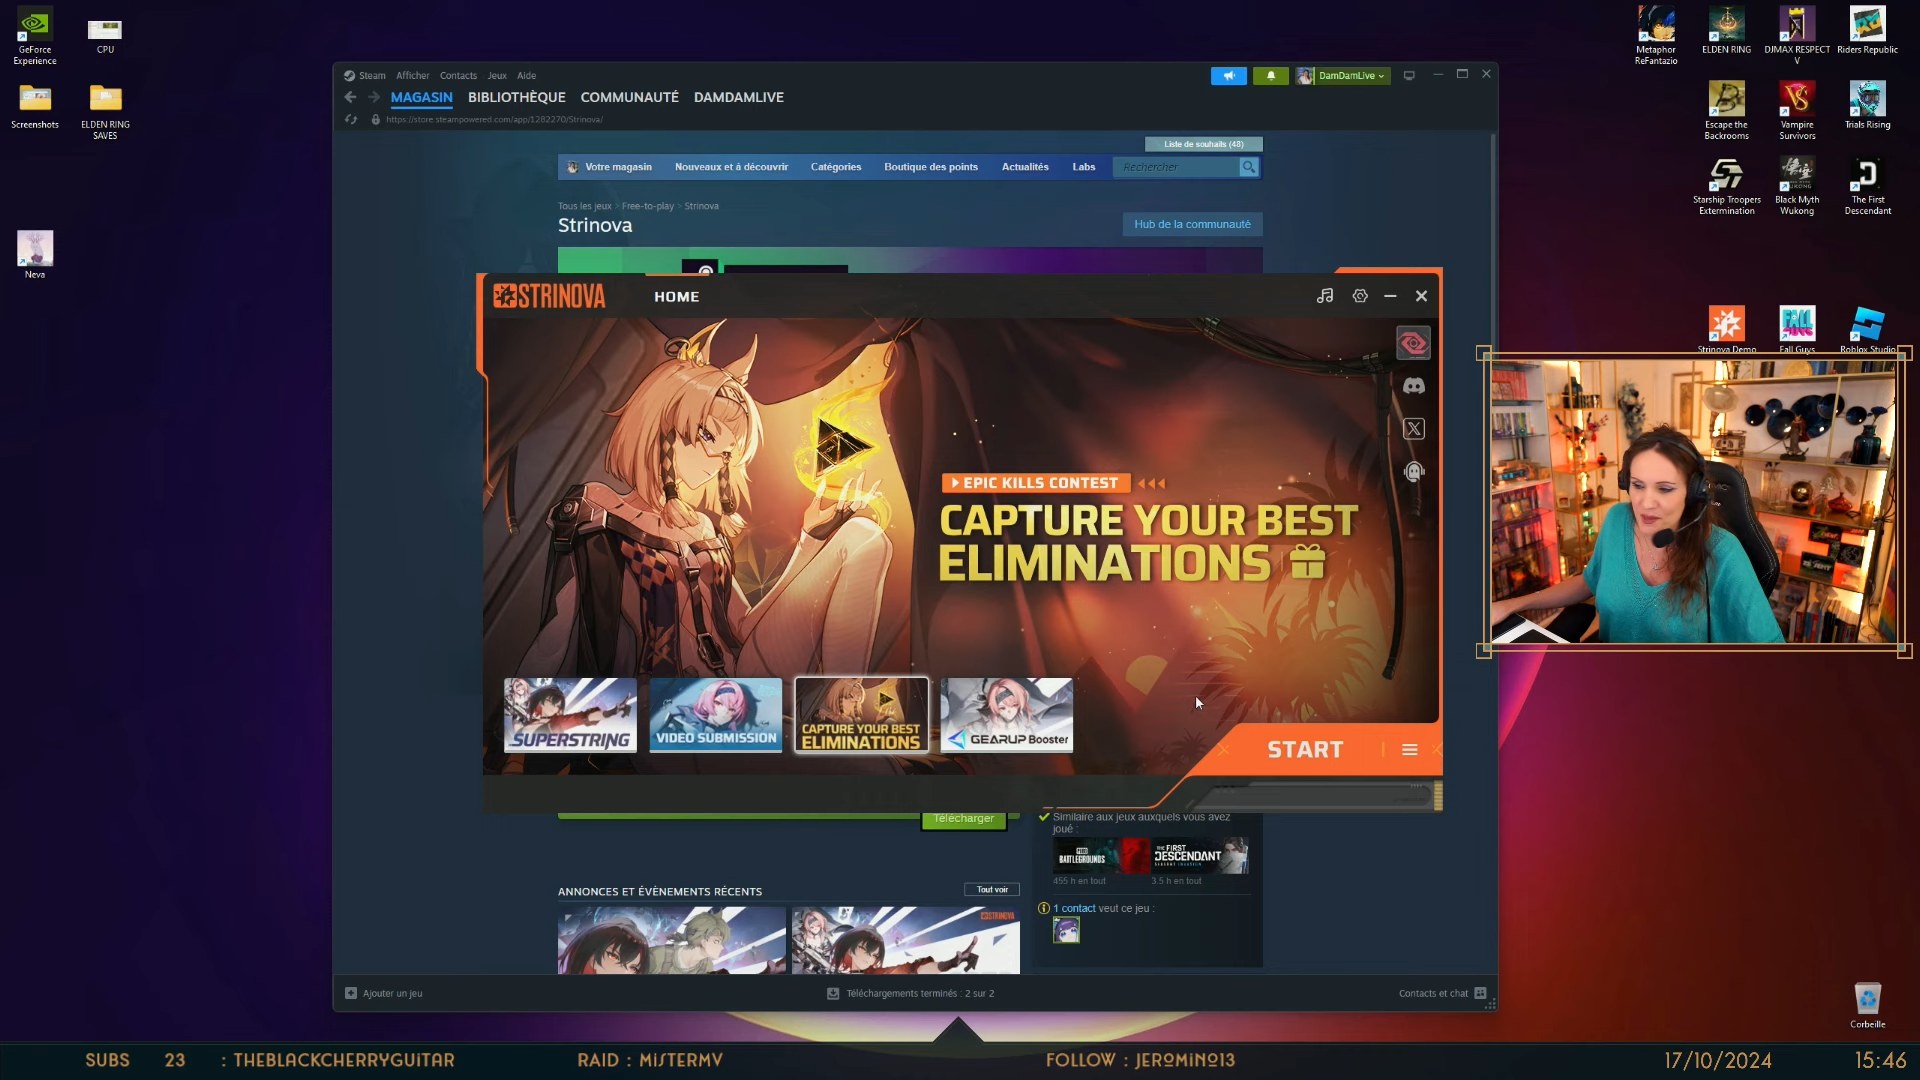 GeForce
Experience
CPU
Screenshots
ELDEN RING
SAVES
Neva
Metaphor
ReFantazio
ELDEN RING
DJMAX RESPECT
V
Riders Republic
Escape the
Backrooms
Vampire
Survivors
Trials Rising
Starship Troopers
Extermination
Black Myth
Wukong
The First
Descendant
Strinova Demo
Fall Guys
Roblox Studio
Steam
Afficher
Contacts
Jeux
Aide
DamDamLive
MAGASIN
BIBLIOTHÈQUE
COMMUNAUTÉ
DAMDAMLIVE
https://store.steampowered.com/app/1282270/Strinova/
Liste de souhaits (48)
Votre magasin
Nouveaux et à découvrir
Catégories
Boutique des points
Actualités
Labs
Rechercher
Tous les jeux > Free-to-play > Strinova
Strinova
Hub de la communauté
STRINOVA
HOME
EPIC KILLS CONTEST
CAPTURE YOUR BEST
ELIMINATIONS
SUPERSTRING
VIDEO SUBMISSION
CAPTURE YOUR BEST
ELIMINATIONS
GEARUP Booster
START
Télécharger
Similaire aux jeux auxquels vous avez
joué :
BATTLEGROUNDS
THE FIRST
DESCENDANT
455 h en tout
3.5 h en tout
ANNONCES ET ÉVÈNEMENTS RÉCENTS
Tout voir
1 contact veut ce jeu :
STRINOVA
Ajouter un jeu
Téléchargements terminés : 2 sur 2
Contacts et chat
Corbeille
SUBS 23 : THEBLACKCHERRYGUITAR
RAID : MISTERMV
FOLLOW : JEROMINO13
17/10/2024
15:46